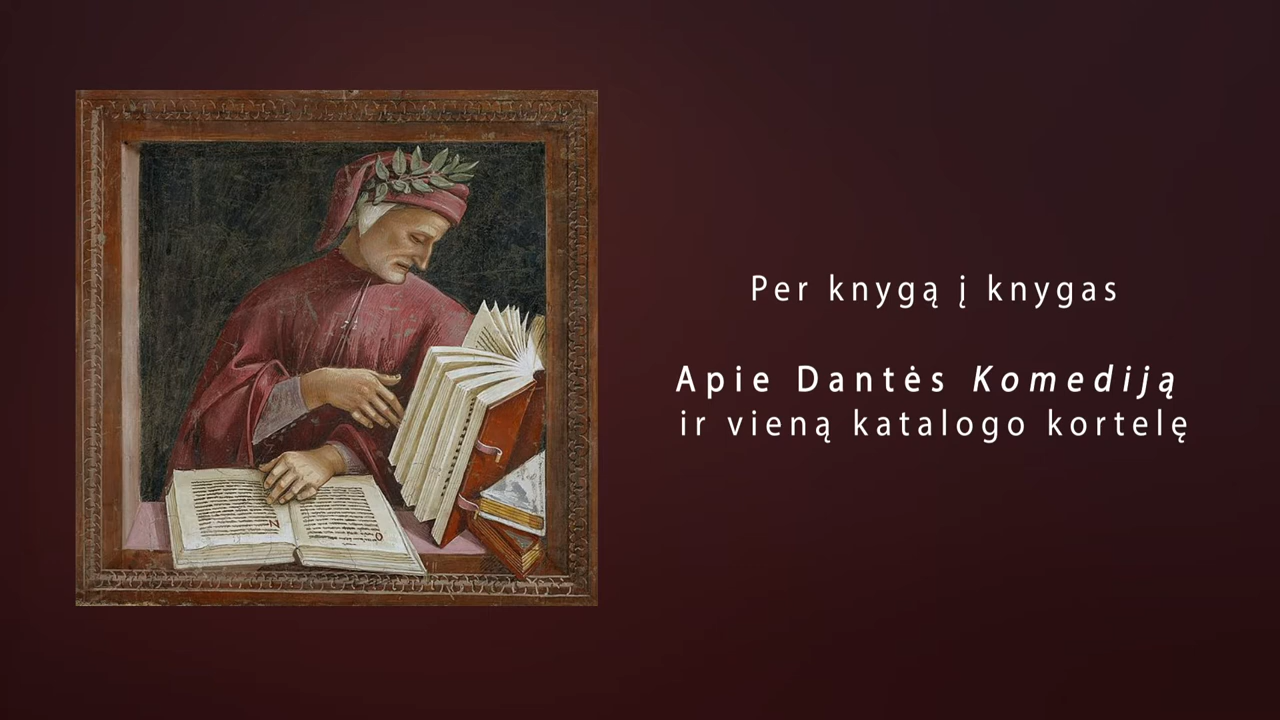 Per knygą į knygas
Apie Dantės Komediją
ir vieną katalogo kortelę